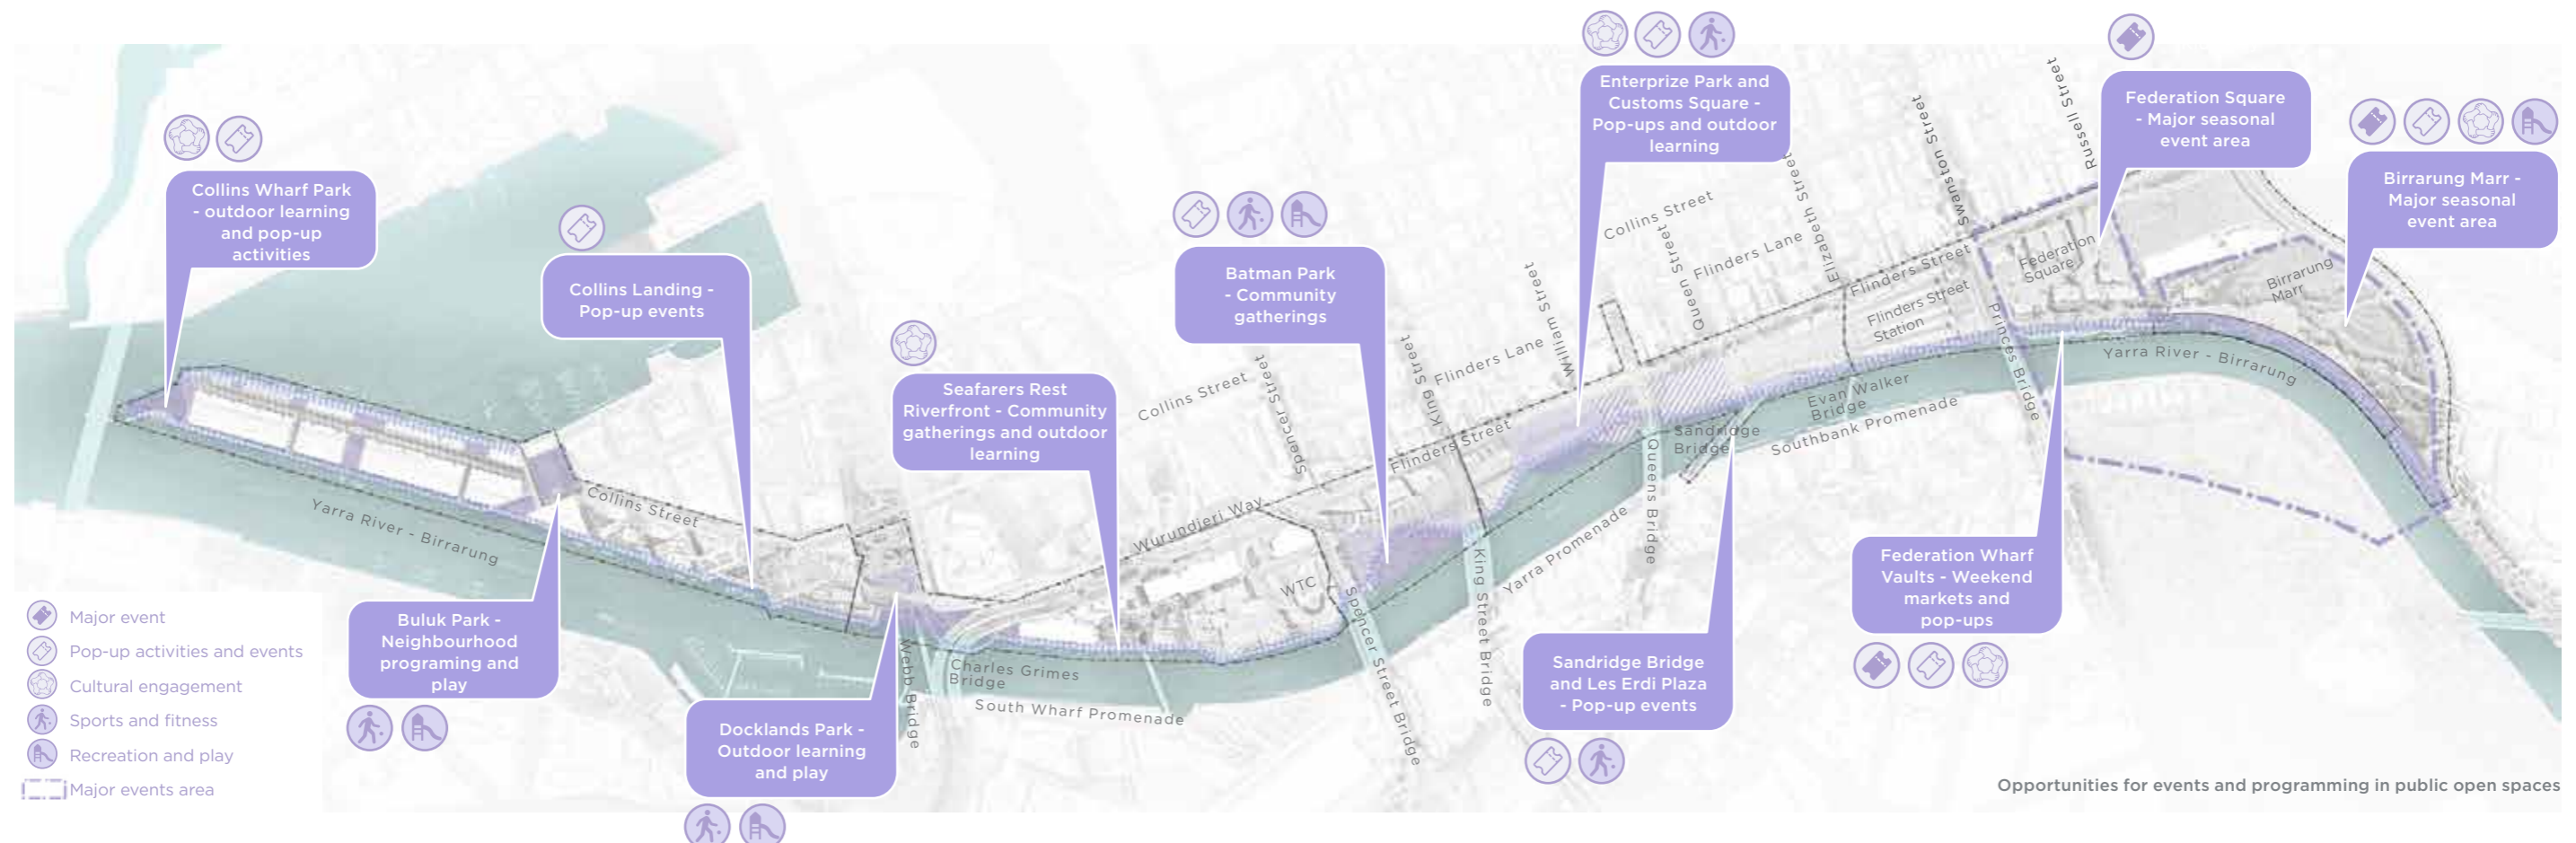 Enterprize Park and
Customs Square -
Pop-ups and outdoor
learning
Federation Square
- Major seasonal
event area
Birrarung Marr -
Major seasonal
event area
Collins Wharf Park
- outdoor learning
and pop-up
activities
Collins Landing -
Pop-up events
Batman Park
- Community
gatherings
Seafarers Rest
Riverfront - Community
gatherings and outdoor
learning
Buluk Park -
Neighbourhood
programing and
play
Docklands Park -
Outdoor learning
and play
Sandridge Bridge
and Les Erdi Plaza
- Pop-up events
Federation Wharf
Vaults - Weekend
markets and
pop-ups
Russell Street
Swanston Street
Elizabeth Street
Collins Street
Queen Street
Flinders Lane
Flinders Street
Federation
Square
Birrarung
Marr
Flinders Street
Station
Princes Bridge
Yarra River - Birrarung
William Street
Flinders Lane
King Street
Collins Street
Spencer Street
Flinders Street
Evan Walker
Bridge
Southbank Promenade
Sandridge
Bridge
Queens Bridge
Yarra Promenade
King Street Bridge
Spencer Street Bridge
WTC
Wurundjeri Way
Collins Street
Yarra River - Birrarung
Webb Bridge
Charles Grimes
Bridge
South Wharf Promenade
Major event
Pop-up activities and events
Cultural engagement
Sports and fitness
Recreation and play
Major events area
Opportunities for events and programming in public open spaces